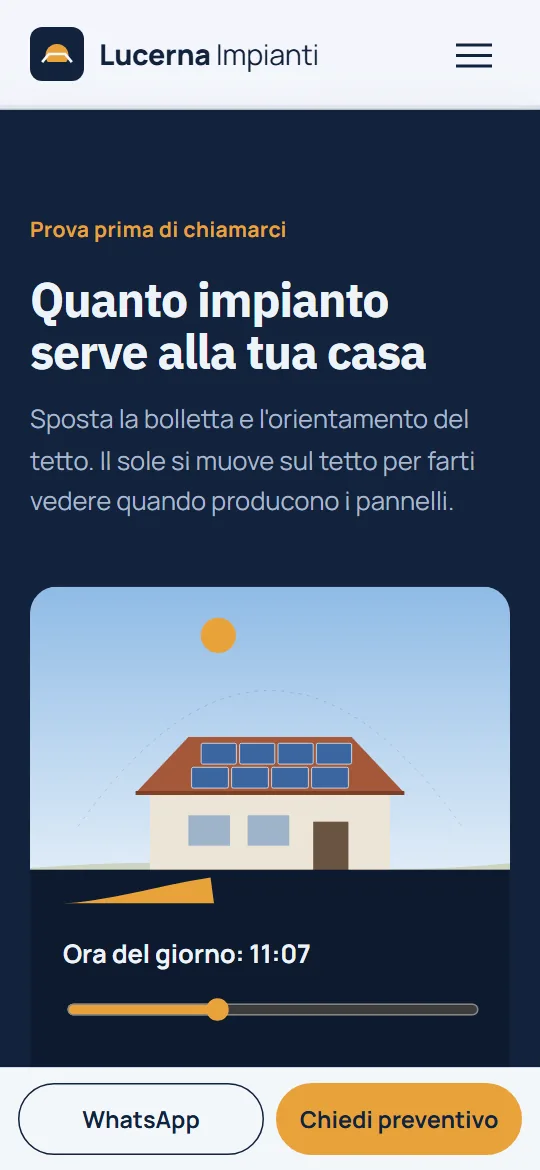 Lucerna Impianti
Prova prima di chiamarci
Quanto impianto
serve alla tua casa
Sposta la bolletta e l'orientamento del
tetto. Il sole si muove sul tetto per farti
vedere quando producono i pannelli.
Ora del giorno: 11:07
WhatsApp
Chiedi preventivo